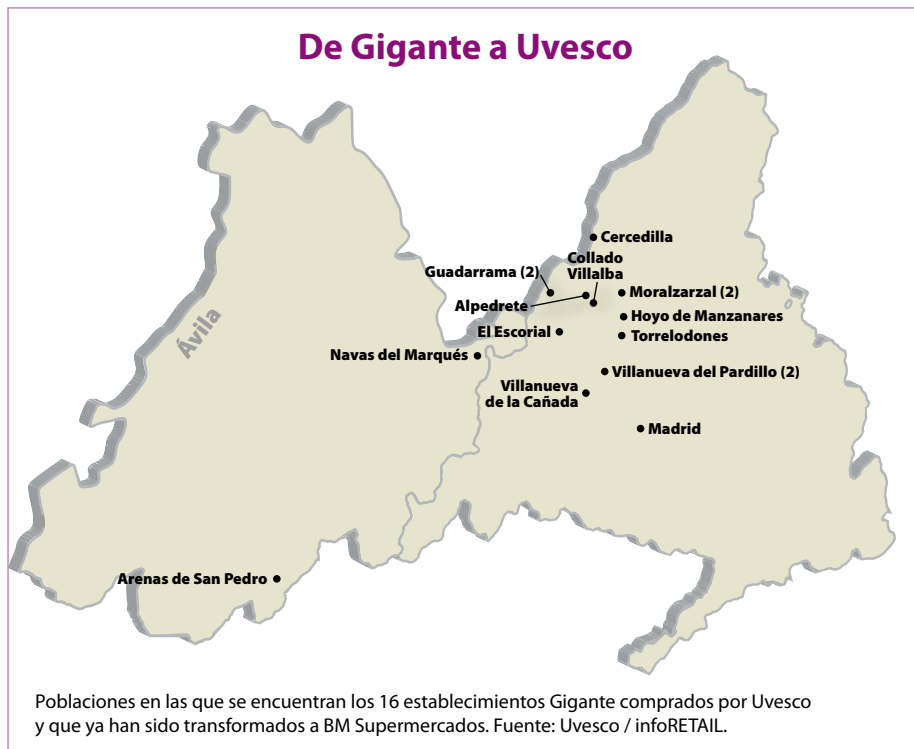 De Gigante a Uvesco
Cercedilla
Collado
Villalba
Guadarrama (2)
Moralzarzal (2)
Alpedrete
Hoyo de Manzanares
El Escorial
Torrelodones
Ávila
Navas del Marqués
Villanueva del Pardillo (2)
Villanueva
de la Cañada
Madrid
Arenas de San Pedro
Poblaciones en las que se encuentran los 16 establecimientos Gigante comprados por Uvesco
y que ya han sido transformados a BM Supermercados. Fuente: Uvesco / infoRETAIL.